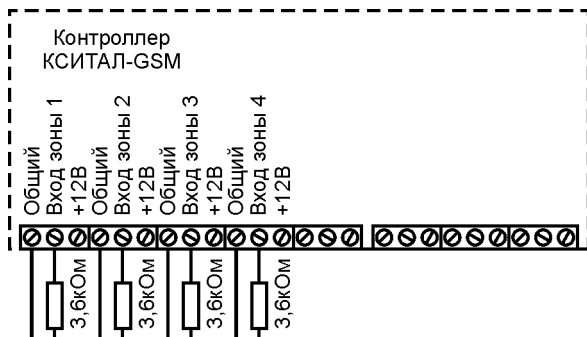 Контроллер
КСИТАЛ-GSM
Общий
Вход зоны 1
+12В
Общий
Вход зоны 2
+12В
Общий
Вход зоны 3
+12В
Общий
Вход зоны 4
+12В
3,6кОм
3,6кОм
3,6кОм
3,6кОм